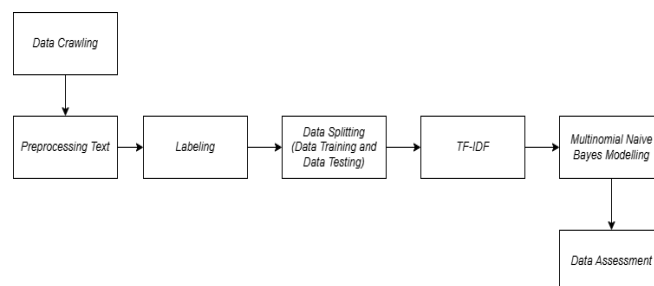 Data Crawling
Preprocessing Text
Labeling
Data Splitting
(Data Training and
Data Testing)
TF-IDF
Multinomial Naive
Bayes Modelling
Data Assessment